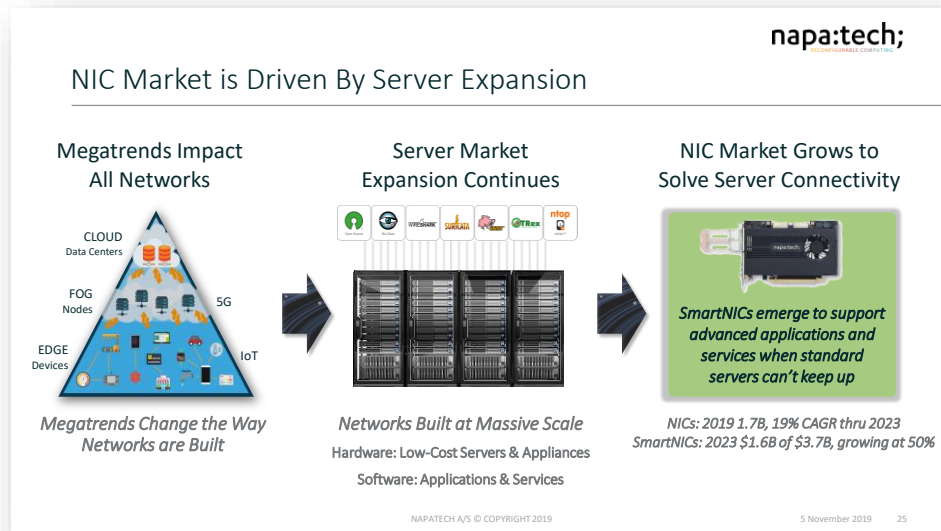 napa:tech;
RECONFIGURABLE COMPUTING
NIC Market is Driven By Server Expansion
Megatrends Impact
All Networks
CLOUD
Data Centers
FOG
Nodes
5G
EDGE
Devices
IoT
Megatrends Change the Way
Networks are Built
Server Market
Expansion Continues
WIRESHARK
SURICATA
TRex
ntop
Networks Built at Massive Scale
Hardware: Low-Cost Servers & Appliances
Software: Applications & Services
NIC Market Grows to
Solve Server Connectivity
napa:tech;
SmartNICs emerge to support
advanced applications and
services when standard
servers can’t keep up
NICs: 2019 1.7B, 19% CAGR thru 2023
SmartNICs: 2023 $1.6B of $3.7B, growing at 50%
NAPATECH A/S © COPYRIGHT 2019
5 November 2019
25